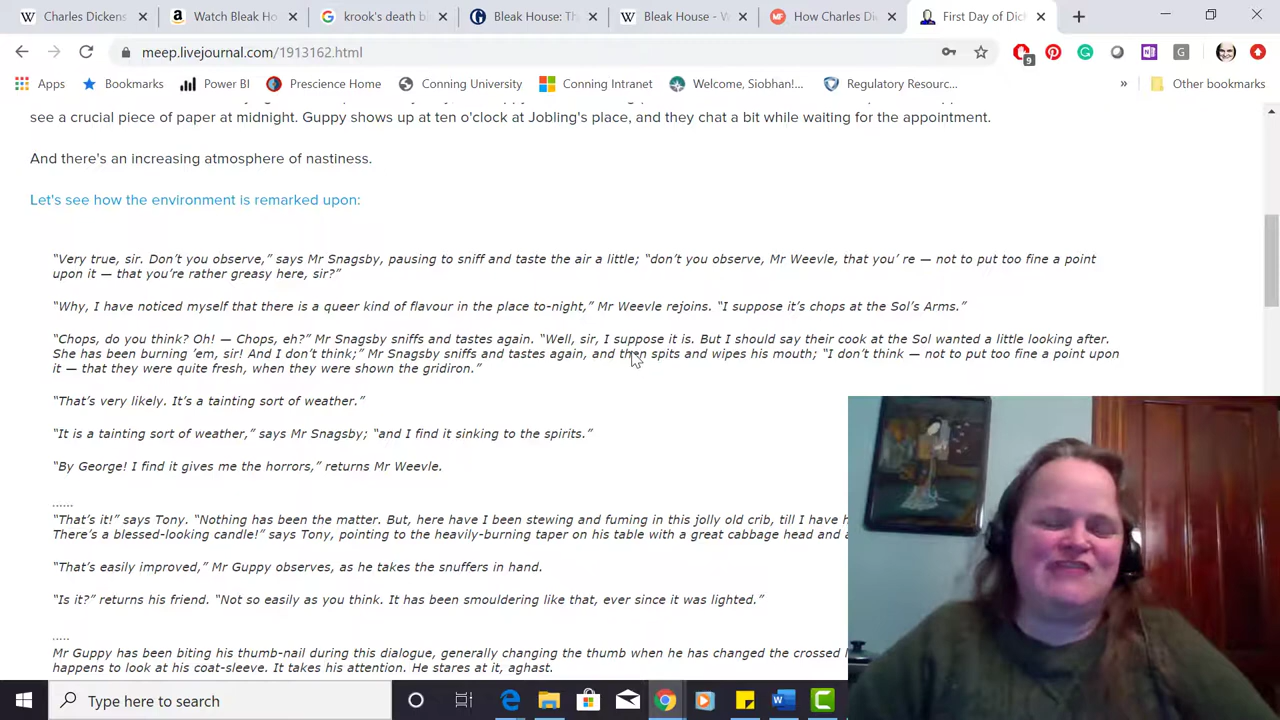 Charles Dickens
Watch Bleak Ho
krook's death bl
Bleak House: Th
Bleak House - W
How Charles Di
First Day of Dic
meep.livejournal.com/1913162.html
9
Apps
Bookmarks
Power BI
Prescience Home
Conning University
Conning Intranet
Welcome, Siobhan!...
Regulatory Resourc...
Other bookmarks
see a crucial piece of paper at midnight. Guppy shows up at ten o'clock at Jobling's place, and they chat a bit while waiting for the appointment.
And there's an increasing atmosphere of nastiness.
Let's see how the environment is remarked upon:
“Very true, sir. Don’t you observe,” says Mr Snagsby, pausing to sniff and taste the air a little; “don’t you observe, Mr Weevle, that you’ re — not to put too fine a point
upon it — that you’re rather greasy here, sir?”
“Why, I have noticed myself that there is a queer kind of flavour in the place to-night,” Mr Weevle rejoins. “I suppose it’s chops at the Sol’s Arms.”
“Chops, do you think? Oh! — Chops, eh?” Mr Snagsby sniffs and tastes again. “Well, sir, I suppose it is. But I should say their cook at the Sol wanted a little looking after.
She has been burning ’em, sir! And I don’t think;” Mr Snagsby sniffs and tastes again, and then spits and wipes his mouth; “I don’t think — not to put too fine a point upon
it — that they were quite fresh, when they were shown the gridiron.”
“That’s very likely. It’s a tainting sort of weather.”
“It is a tainting sort of weather,” says Mr Snagsby; “and I find it sinking to the spirits.”
“By George! I find it gives me the horrors,” returns Mr Weevle.
......
“That’s it!” says Tony. “Nothing has been the matter. But, here have I been stewing and fuming in this jolly old crib, till I have h
There’s a blessed-looking candle!” says Tony, pointing to the heavily-burning taper on his table with a great cabbage head and a
“That’s easily improved,” Mr Guppy observes, as he takes the snuffers in hand.
“Is it?” returns his friend. “Not so easily as you think. It has been smouldering like that, ever since it was lighted.”
.....
Mr Guppy has been biting his thumb-nail during this dialogue, generally changing the thumb when he has changed the crossed l
happens to look at his coat-sleeve. It takes his attention. He stares at it, aghast.
Type here to search